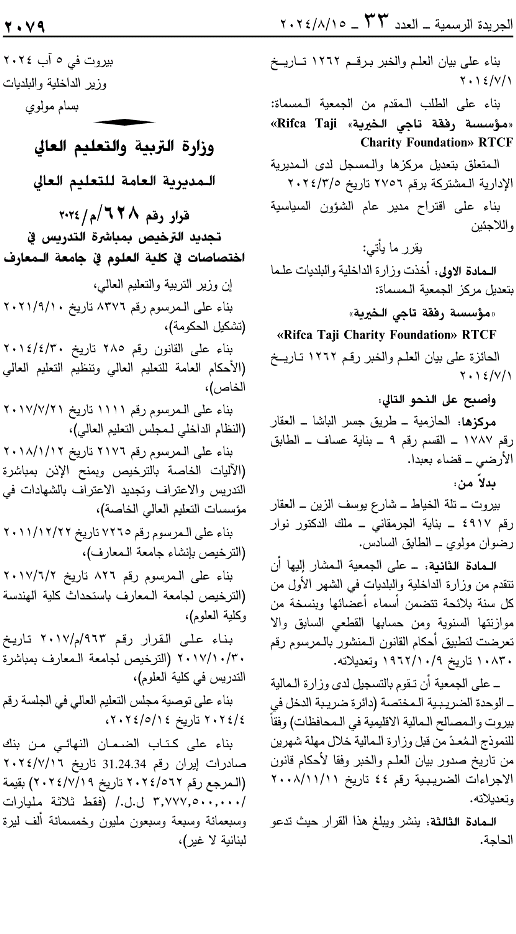 الجريدة الرسمية ــ العدد ٣٣ ــ ٢٠٢٤/٨/١٥
٢٠٧٩
بناء على بيان العلم والخبر برقم ١٢٦٢ تاريخ
٢٠١٤/٧/١
بناء على الطلب المقدم من الجمعية المسماة:
«مؤسسة رفقة تاجي الخيرية» «Rifca Taji
Charity Foundation» RTCF
المتعلق بتعديل مركزها والمسجل لدى المديرية
الإدارية المشتركة برقم ٢٧٥٦ تاريخ ٢٠٢٤/٣/٥
بناء على اقتراح مدير عام الشؤون السياسية
واللاجئين
يقرر ما يأتي:
المادة الاولى: أخذت وزارة الداخلية والبلديات علما
بتعديل مركز الجمعية المسماة:
«مؤسسة رفقة تاجي الخيرية»
«Rifca Taji Charity Foundation» RTCF
الحائزة على بيان العلم والخبر رقم ١٢٦٢ تاريخ
٢٠١٤/٧/١
وأصبح على النحو التالي:
مركزها: الحازمية – طريق جسر الباشا – العقار
رقم ١٧٨٧ – القسم رقم ٩ – بناية عساف – الطابق
الأرضي – قضاء بعبدا.
بدلاً من:
بيروت – تلة الخياط – شارع يوسف الزين – العقار
رقم ٤٩١٧ – بناية الجرمقاني – ملك الدكتور نوار
رضوان مولوي – الطابق السادس.
المادة الثانية: – على الجمعية المشار إليها أن
تتقدم من وزارة الداخلية والبلديات في الشهر الأول من
كل سنة بلائحة تتضمن أسماء أعضائها وبنسخة من
موازنتها السنوية ومن حسابها القطعي السابق والا
تعرضت لتطبيق أحكام القانون المنشور بالمرسوم رقم
١٠٨٣٠ تاريخ ١٩٦٢/١٠/٩ وتعديلاته.
– على الجمعية أن تقوم بالتسجيل لدى وزارة المالية
– الوحدة الضريبية المختصة (دائرة ضريبة الدخل في
بيروت والمصالح المالية الاقليمية في المحافظات) وفقاً
للنموذج المُعدّ من قبل وزارة المالية خلال مهلة شهرين
من تاريخ صدور بيان العلم والخبر وفقا لأحكام قانون
الاجراءات الضريبية رقم ٤٤ تاريخ ٢٠٠٨/١١/١١
وتعديلاته.
المادة الثالثة: ينشر ويبلغ هذا القرار حيث تدعو
الحاجة.
بيروت في ٥ آب ٢٠٢٤
وزير الداخلية والبلديات
بسام مولوي
وزارة التربية والتعليم العالي
المديرية العامة للتعليم العالي
قرار رقم ٦٢٨/م/٢٠٢٤
تجديد الترخيص بمباشرة التدريس في
اختصاصات في كلية العلوم في جامعة المعارف
إن وزير التربية والتعليم العالي،
بناء على المرسوم رقم ٨٣٧٦ تاريخ ٢٠٢١/٩/١٠
(تشكيل الحكومة)،
بناء على القانون رقم ٢٨٥ تاريخ ٢٠١٤/٤/٣٠
(الأحكام العامة للتعليم العالي وتنظيم التعليم العالي
الخاص)،
بناء على المرسوم رقم ١١١١ تاريخ ٢٠١٧/٧/٢١
(النظام الداخلي لمجلس التعليم العالي)،
بناء على المرسوم رقم ٢١٧٦ تاريخ ٢٠١٨/١/١٢
(الآليات الخاصة بالترخيص وبمنح الإذن بمباشرة
التدريس والاعتراف وتجديد الاعتراف بالشهادات في
مؤسسات التعليم العالي الخاصة)،
بناء على المرسوم رقم ٧٢٦٥ تاريخ ٢٠١١/١٢/٢٢
(الترخيص بإنشاء جامعة المعارف)،
بناء على المرسوم رقم ٨٢٦ تاريخ ٢٠١٧/٦/٢
(الترخيص لجامعة المعارف باستحداث كلية الهندسة
وكلية العلوم)،
بناء على القرار رقم ٩٦٣/م/٢٠١٧ تاريخ
٢٠١٧/١٠/٣٠ (الترخيص لجامعة المعارف بمباشرة
التدريس في كلية العلوم)،
بناء على توصية مجلس التعليم العالي في الجلسة رقم
٢٠٢٤/٤ تاريخ ٢٠٢٤/٥/١٤،
بناء على كتاب الضمان النهائي من بنك
صادرات إيران رقم 31.24.34 تاريخ ٢٠٢٤/٧/١٦
(المرجع رقم ٢٠٢٤/٥٦٢ تاريخ ٢٠٢٤/٧/١٩) بقيمة
/٣,٧٧٧,٥٠٠,٠٠٠ ل.ل./ (فقط ثلاثة مليارات
وسبعمائة وسبعة وسبعون مليون وخمسمائة ألف ليرة
لبنانية لا غير)،